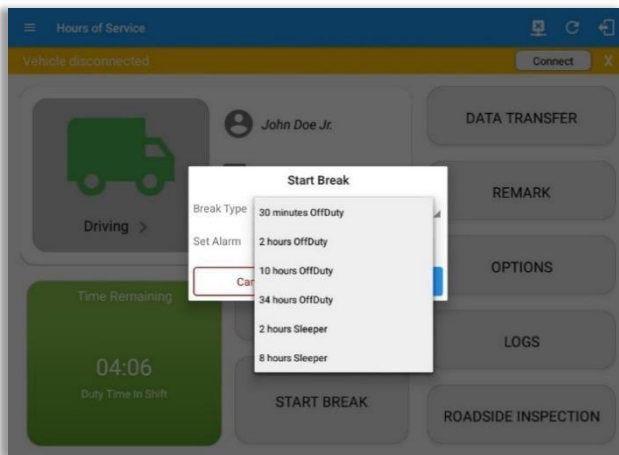 Hours of Service
Vehicle disconnected
Connect
X
John Doe Jr.
Driving >
DATA TRANSFER
REMARK
OPTIONS
LOGS
ROADSIDE INSPECTION
Start Break
Break Type
Set Alarm
30 minutes OffDuty
2 hours OffDuty
10 hours OffDuty
34 hours OffDuty
2 hours Sleeper
8 hours Sleeper
Time Remaining
04:06
Duty Time In Shift
START BREAK